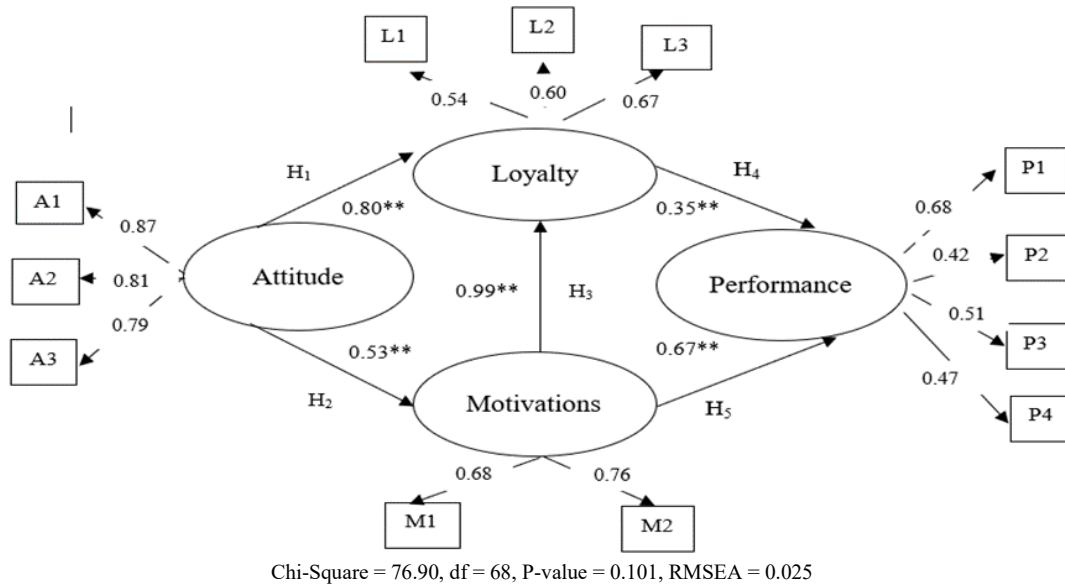 L1
L2
L3
0.54
0.60
0.67
H₁
H₄
P1
A1
Loyalty
0.87
0.80**
0.35**
0.68
P2
A2
0.81
Attitude
0.42
0.99**
H₃
Performance
0.79
0.51
A3
0.53**
0.67**
P3
0.47
H₂
Motivations
H₅
P4
0.68
0.76
M1
M2
Chi-Square = 76.90, df = 68, P-value = 0.101, RMSEA = 0.025